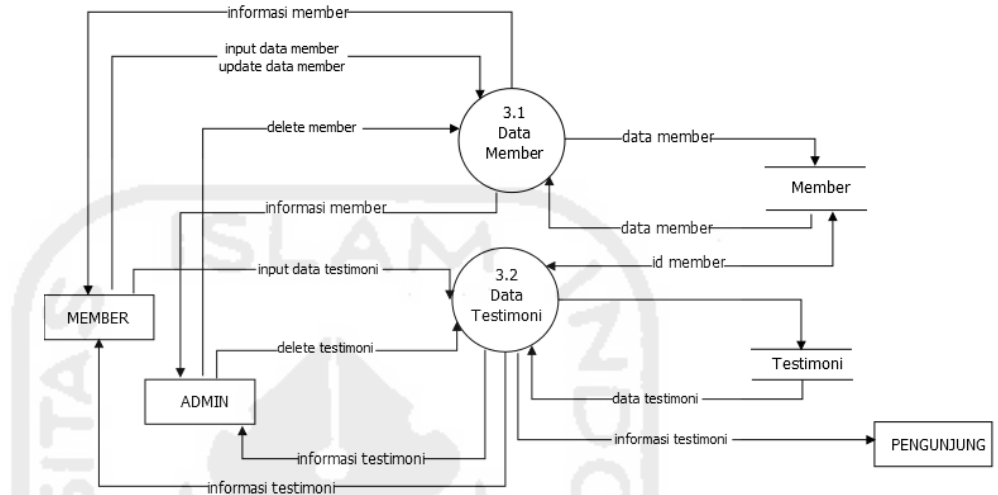 informasi member
input data member
update data member
3.1
Data
Member
delete member
data member
Member
informasi member
data member
id member
input data testimoni
3.2
Data
Testimoni
MEMBER
delete testimoni
Testimoni
ADMIN
data testimoni
informasi testimoni
PENGUNJUNG
informasi testimoni
informasi testimoni
ISLAM